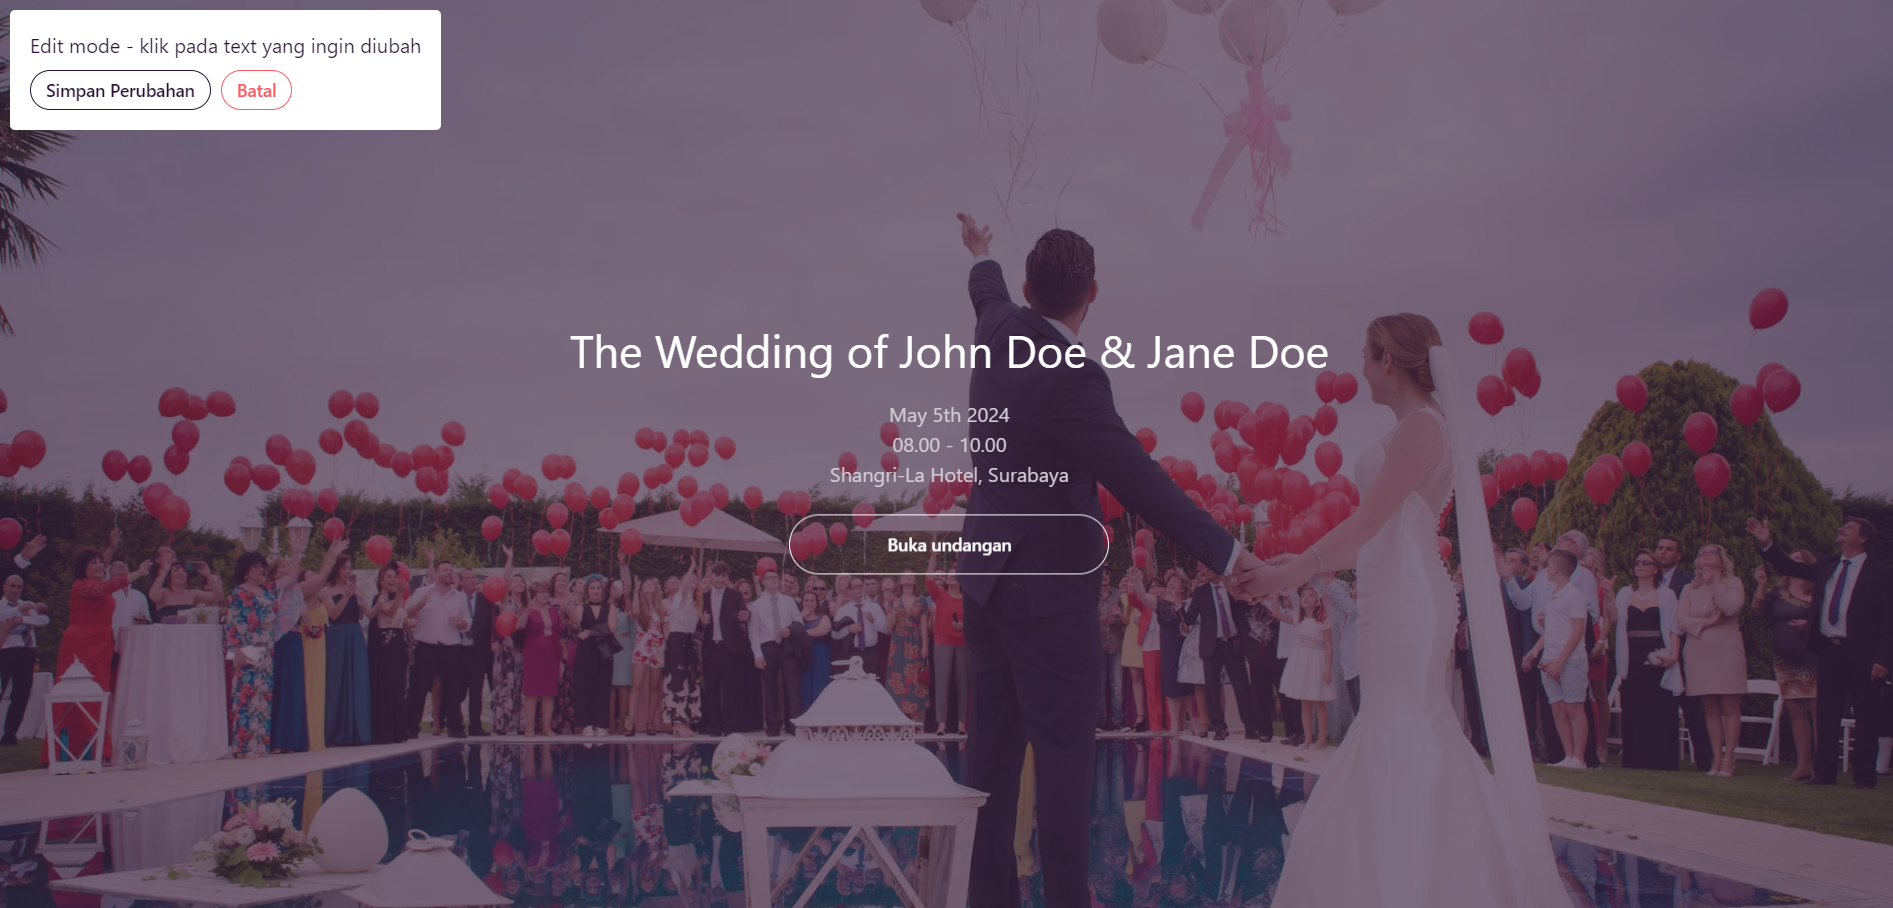 Edit mode - klik pada text yang ingin diubah
Simpan Perubahan
Batal
The Wedding of John Doe & Jane Doe
May 5th 2024
08.00 - 10.00
Shangri-La Hotel, Surabaya
Buka undangan